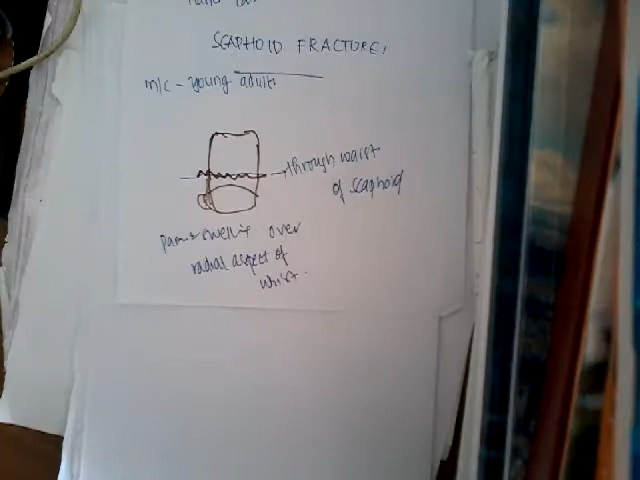 SCAPHOID FRACTURE:
m/c - young adults
through waist
of scaphoid
pain & swelling over
radial aspect of
wrist.